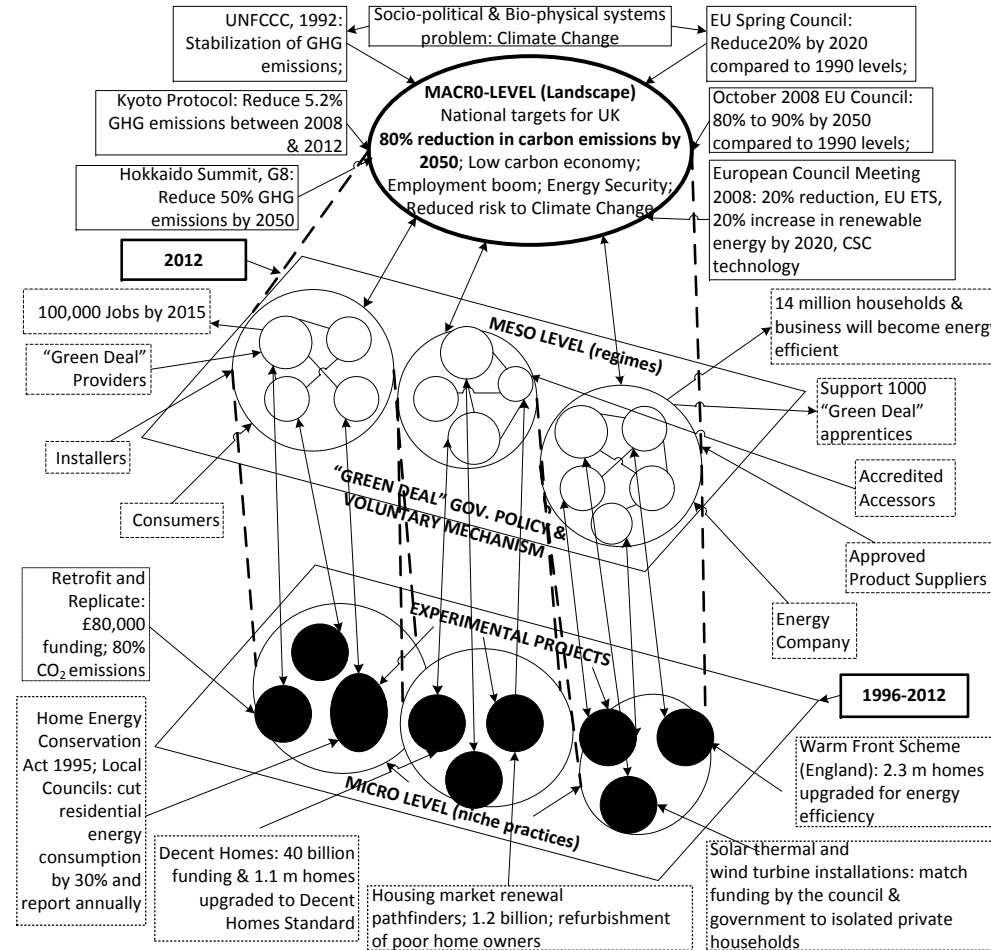 UNFCCC, 1992:
Stabilization of GHG
emissions;
Socio-political & Bio-physical systems
problem: Climate Change
EU Spring Council:
Reduce20% by 2020
compared to 1990 levels;
Kyoto Protocol: Reduce 5.2%
GHG emissions between 2008
& 2012
MACR0-LEVEL (Landscape)
National targets for UK
80% reduction in carbon emissions by
2050; Low carbon economy;
Employment boom; Energy Security;
Reduced risk to Climate Change
October 2008 EU Council:
80% to 90% by 2050
compared to 1990 levels;
Hokkaido Summit, G8:
Reduce 50% GHG
emissions by 2050
European Council Meeting
2008: 20% reduction, EU ETS,
20% increase in renewable
energy by 2020, CSC
technology
2012
100,000 Jobs by 2015
"Green Deal"
Providers
Installers
Consumers
MESO LEVEL (regimes)
14 million households &
business will become energy
efficient
Support 1000
"Green Deal"
apprentices
Accredited
Accessors
Approved
Product Suppliers
Energy
Company
"GREEN DEAL" GOV. POLICY &
VOLUNTARY MECHANISM
Retrofit and
Replicate:
£80,000
funding; 80%
CO2 emissions
EXPERIMENTAL PROJECTS
1996-2012
Home Energy
Conservation
Act 1995; Local
Councils: cut
residential
energy
consumption
by 30% and
report annually
MICRO LEVEL (niche practices)
Warm Front Scheme
(England): 2.3 m homes
upgraded for energy
efficiency
Decent Homes: 40 billion
funding & 1.1 m homes
upgraded to Decent
Homes Standard
Housing market renewal
pathfinders; 1.2 billion; refurbishment
of poor home owners
Solar thermal and
wind turbine installations: match
funding by the council &
government to isolated private
households